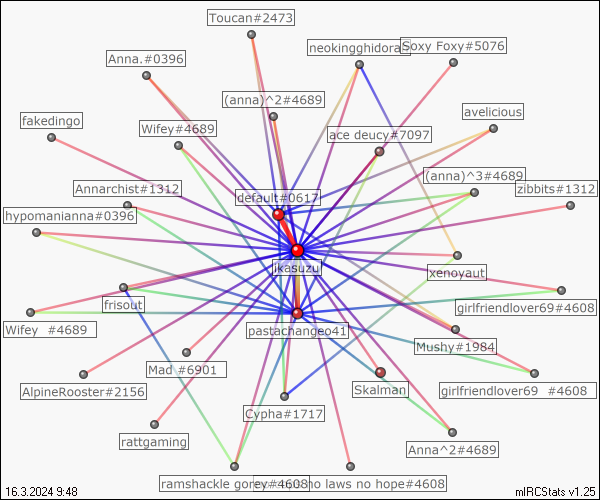 Toucan#2473
neokingghidora
Soxy Foxy#5076
Anna.#0396
(anna)^2#4689
avelicious
fakedingo
Wifey#4689
ace deucy#7097
Annarchist#1312
(anna)^3#4689
zibbits#1312
default#0617
hypomanianna#0396
ikasuzu
xenoyaut
frisout
girlfriendlover69#4608
Wifey #4689
pastachangeo41
Mushy#1984
Mad #6901
AlpineRooster#2156
Skalman
girlfriendlover69 #4608
Cypha#1717
rattgaming
Anna^2#4689
ramshackle gorey #4608
no laws no hope#4608
16.3.2024 9:48
mIRCStats v1.25